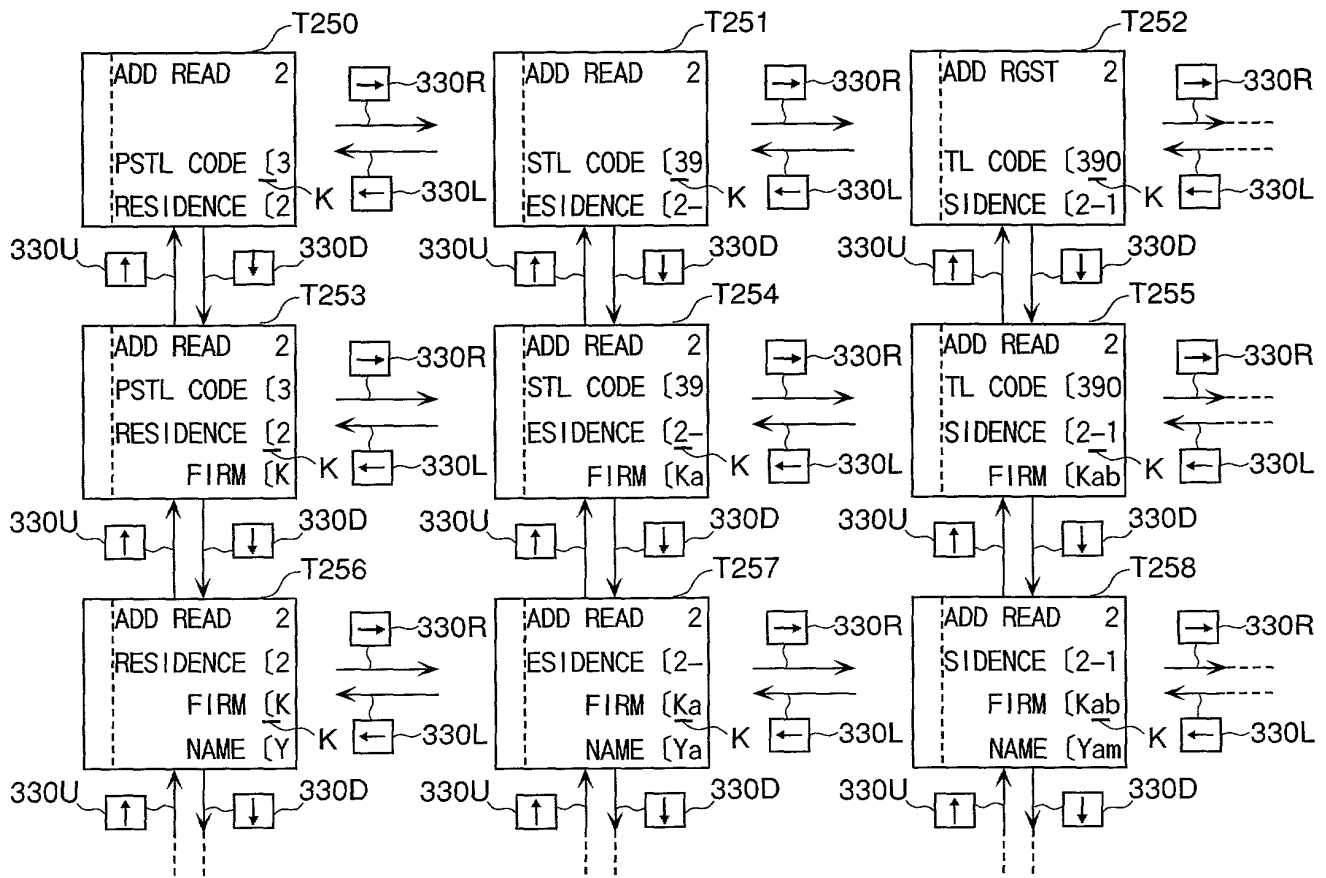 T250 T251 T252
ADD READ 2 ADD READ 2 ADD RGST 2
→ 330R → 330R → 330R
PSTL CODE 〔3 STL CODE 〔39 TL CODE 〔390
K ← 330L K ← 330L K ← 330L
RESIDENCE 〔2 ESIDENCE 〔2- SIDENCE 〔2-1
330U ↑ ↓ 330D 330U ↑ ↓ 330D 330U ↑ ↓ 330D
T253 T254 T255
ADD READ 2 ADD READ 2 ADD READ 2
→ 330R → 330R → 330R
PSTL CODE 〔3 STL CODE 〔39 TL CODE 〔390
RESIDENCE 〔2 ESIDENCE 〔2- SIDENCE 〔2-1
K ← 330L K ← 330L K ← 330L
FIRM 〔K FIRM 〔Ka FIRM 〔Kab
330U ↑ ↓ 330D 330U ↑ ↓ 330D 330U ↑ ↓ 330D
T256 T257 T258
ADD READ 2 ADD READ 2 ADD READ 2
→ 330R → 330R → 330R
RESIDENCE 〔2 ESIDENCE 〔2- SIDENCE 〔2-1
FIRM 〔K FIRM 〔Ka FIRM 〔Kab
K ← 330L K ← 330L K ← 330L
NAME 〔Y NAME 〔Ya NAME 〔Yam
330U ↑ ↓ 330D 330U ↑ ↓ 330D 330U ↑ ↓ 330D